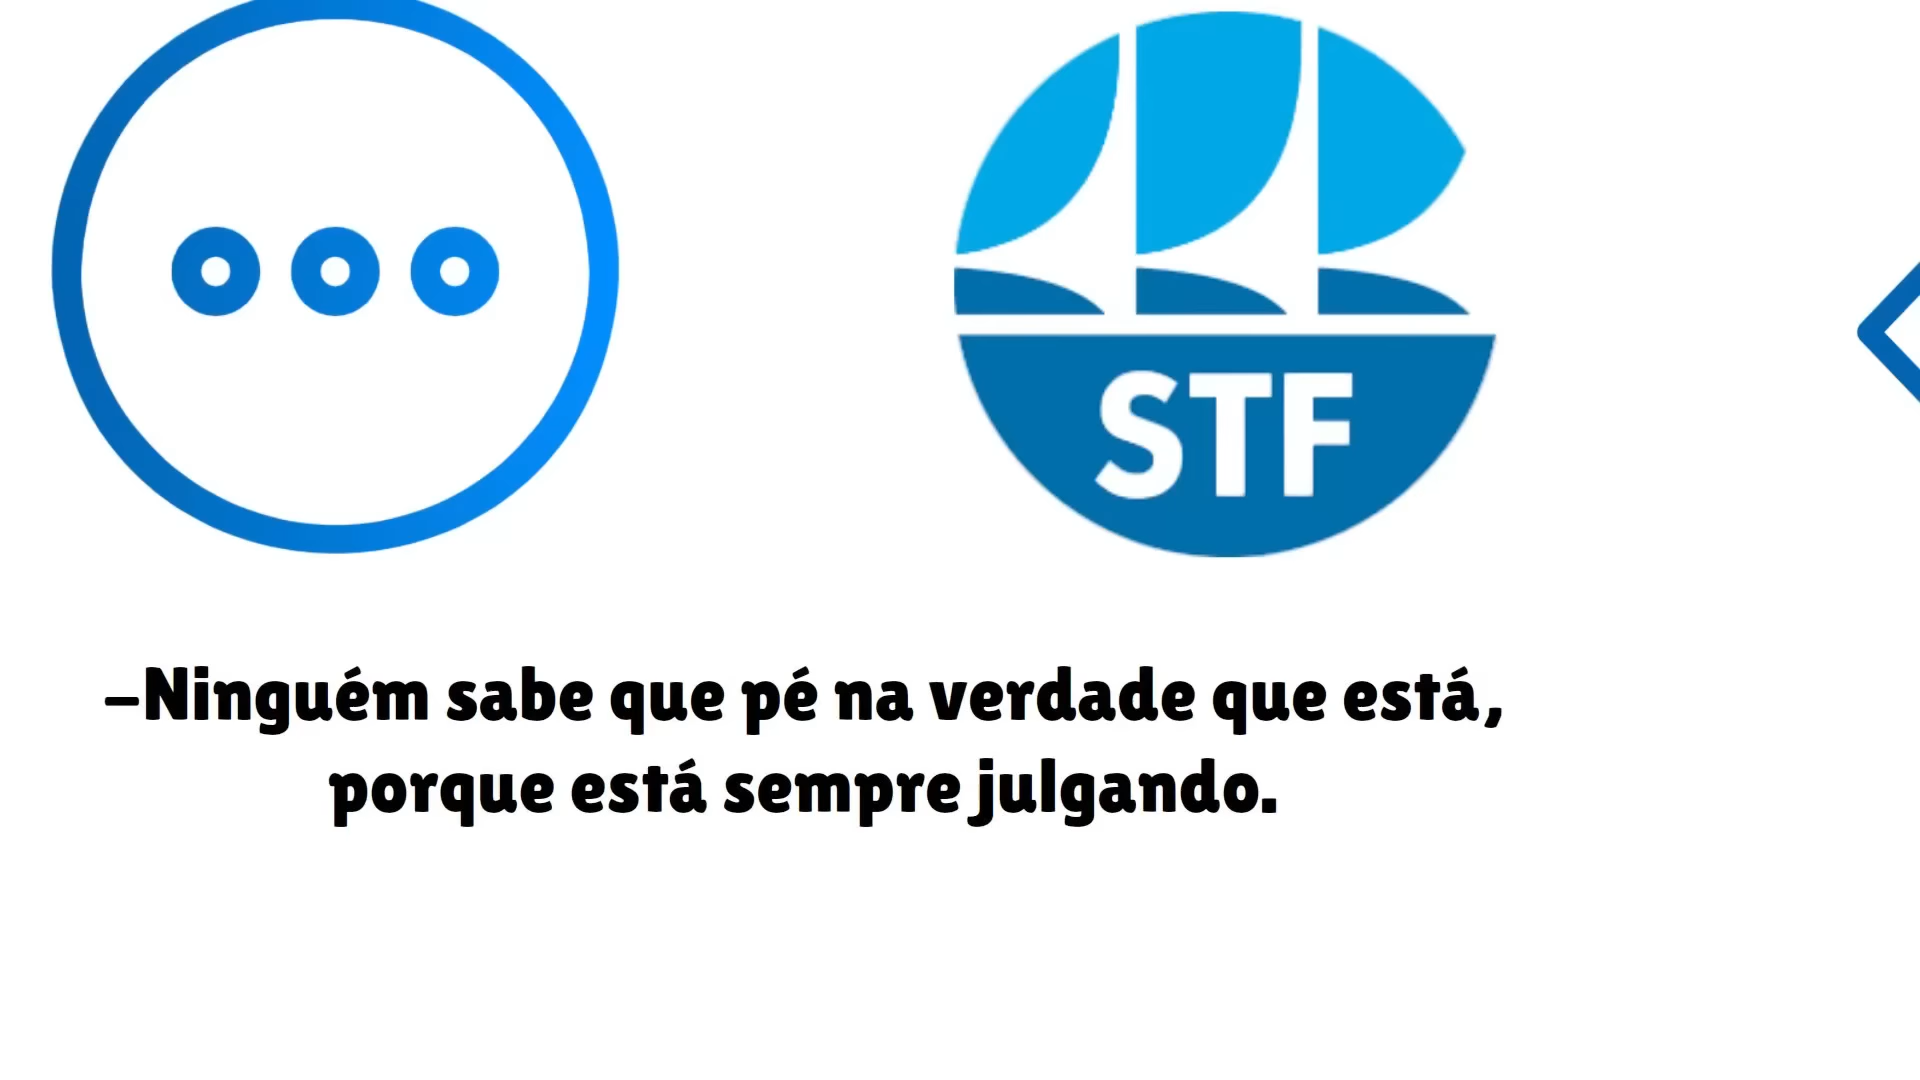 STF
-Ninguém sabe que pé na verdade que está,
porque está sempre julgando.